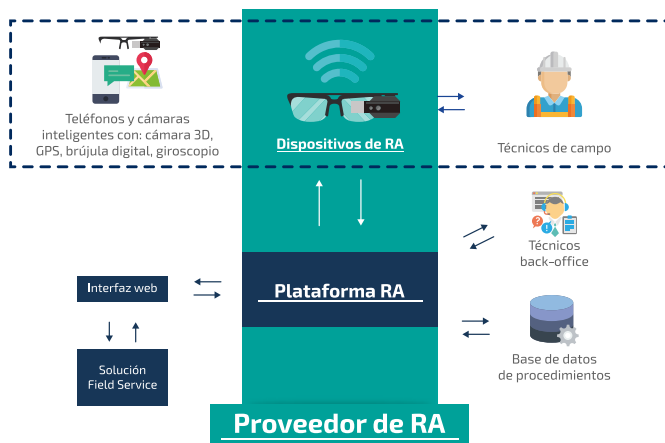 Teléfonos y cámaras
inteligentes con: cámara 3D,
GPS, brújula digital, giroscopio
Dispositivos de RA
Técnicos de campo
Técnicos
back-office
Interfaz web
Plataforma RA
Base de datos
de procedimientos
Solución
Field Service
Proveedor de RA